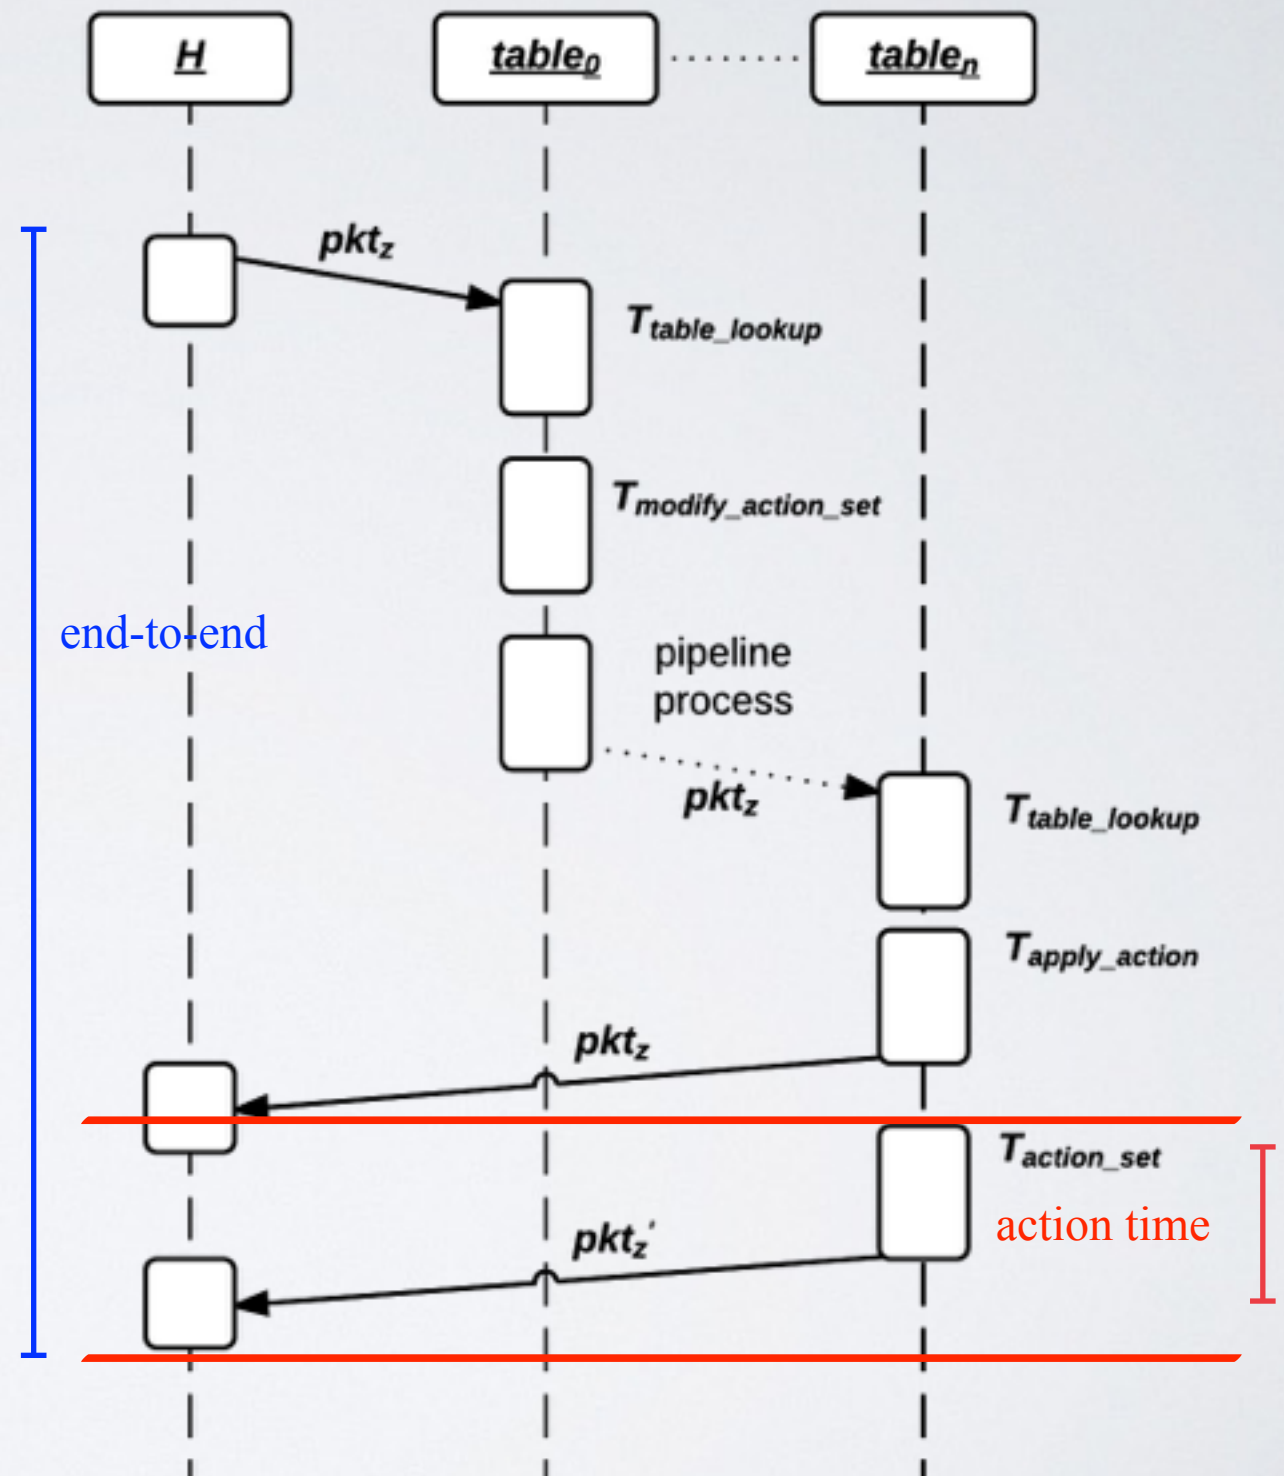 H
table0
tablen
pktz
Ttable_lookup
Tmodify_action_set
end-to-end
pipeline
process
pktz
Ttable_lookup
Tapply_action
pktz
Taction_set
action time
pktz'